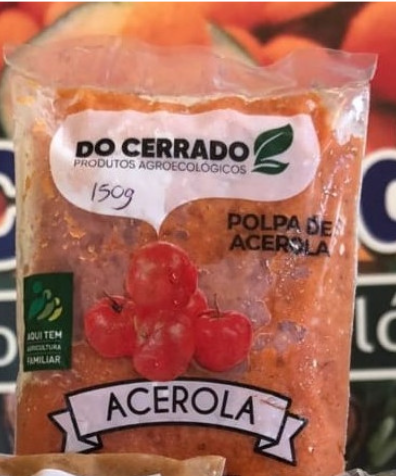 DO CERRADO
PRODUTOS AGROECOLÓGICOS
150g
POLPA DE
ACEROLA
AQUI TEM
AGRICULTURA
FAMILIAR
ACEROLA